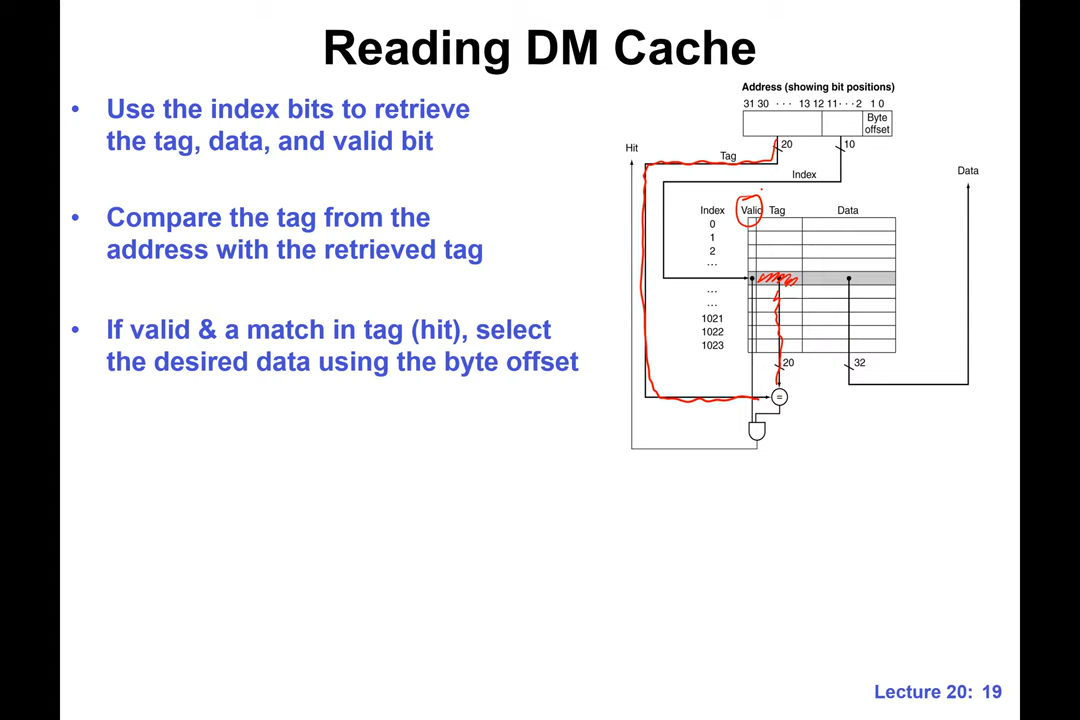 Reading DM Cache
• Use the index bits to retrieve
the tag, data, and valid bit
• Compare the tag from the
address with the retrieved tag
• If valid & a match in tag (hit), select
the desired data using the byte offset
Address (showing bit positions)
31 30 · · · 13 12 11 · · · 2 1 0
Byte
offset
20 10
Hit
Tag
Index
Data
Index Valid Tag Data
0
1
2
...
...
...
1021
1022
1023
20 32
=
Lecture 20: 19